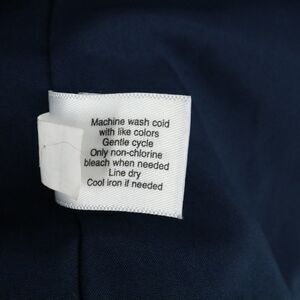 Machine wash cold
with like colors
Gentle cycle
Only non-chlorine
bleach when needed
Line dry
Cool iron if needed